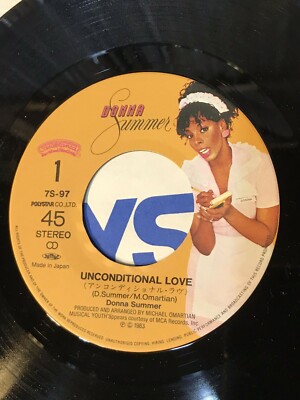 DONNA
Summer
1
7S-97
POLYSTAR CO.,LTD.
45
STEREO
Made in Japan
VS
UNCONDITIONAL LOVE
(アンコンディショナル・ラヴ)
(D.Summer/M.Omartian)
Donna Summer
PRODUCED AND ARRANGED BY MICHAEL OMARTIAN
MUSICAL YOUTH appears courtesy of MCA Records, Inc.
Ⓟ © 1983